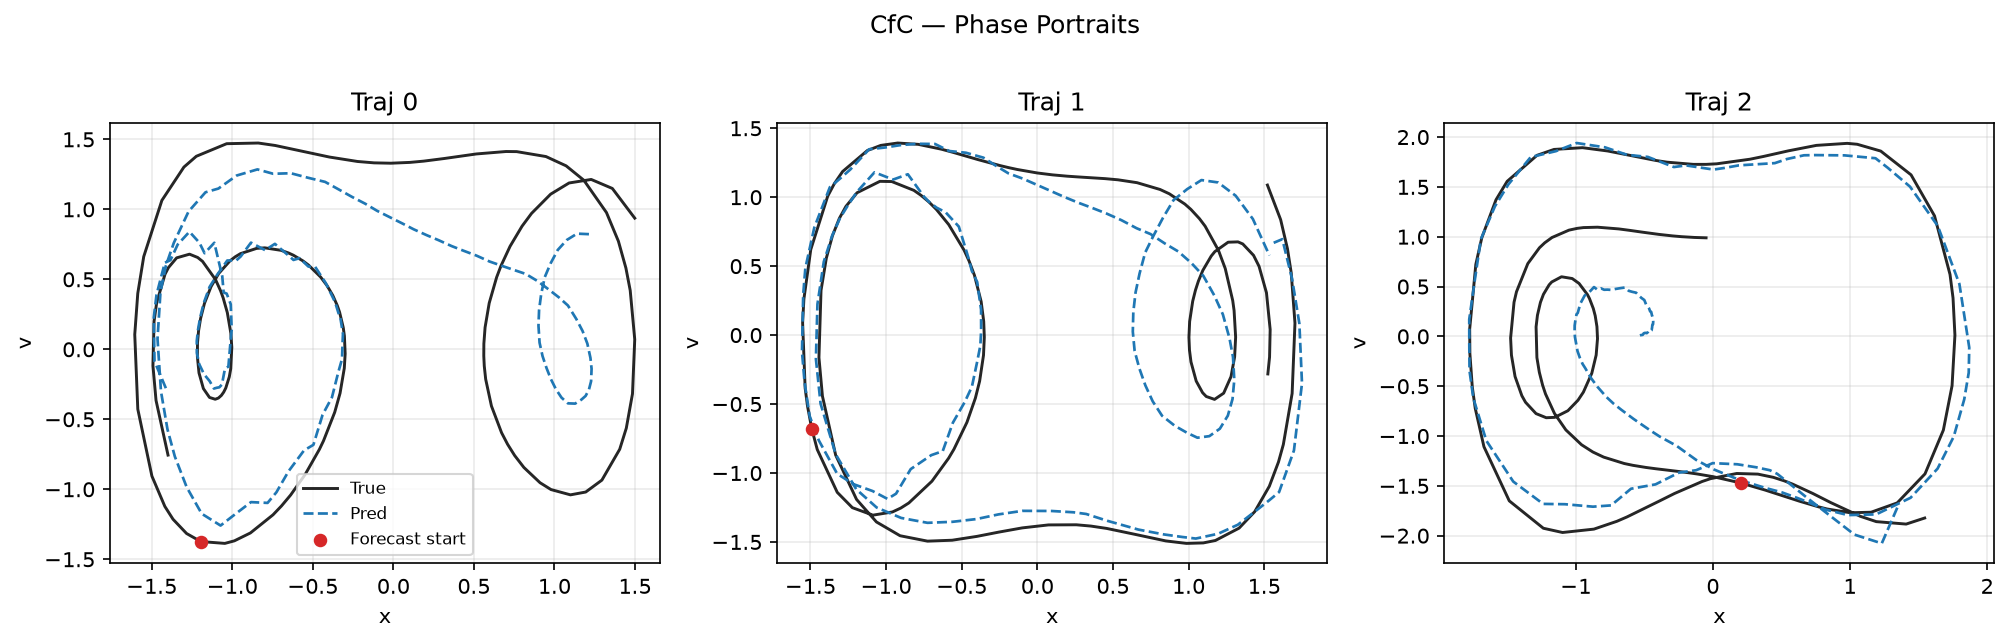 CfC — Phase Portraits
Traj 0
1.5
1.0
0.5
0.0
−0.5
−1.0
−1.5
v
−1.5 −1.0 −0.5 0.0 0.5 1.0 1.5
x
True
Pred
Forecast start
Traj 1
1.5
1.0
0.5
0.0
−0.5
−1.0
−1.5
v
−1.5 −1.0 −0.5 0.0 0.5 1.0 1.5
x
Traj 2
2.0
1.5
1.0
0.5
0.0
−0.5
−1.0
−1.5
−2.0
v
−1 0 1 2
x